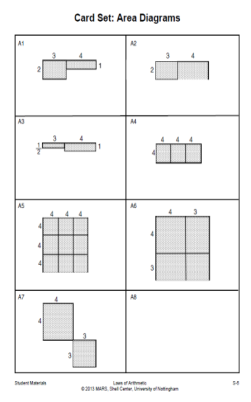 Card Set: Area Diagrams
A1
3 4
2 1
A2
3 4
2
A3
3 4
1/2 1
A4
4 4 4
4
A5
4 4 4
4
4
4
A6
4 3
4
3
A7
4
4
3
3
A8
Student Materials Laws of Arithmetic S-5
© 2013 MARS, Shell Center, University of Nottingham